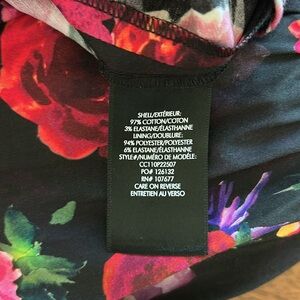 SHELL/EXTÉRIEUR:
97% COTTON/COTON
3% ELASTANE/ÉLASTHANNE
LINING/DOUBLURE:
94% POLYESTER/POLYESTER
6% ELASTANE/ÉLASTHANNE
STYLE#/NUMÉRO DE MODÈLE:
CC110P22507
PO# 126132
RN# 107677
CARE ON REVERSE
ENTRETIEN AU VERSO